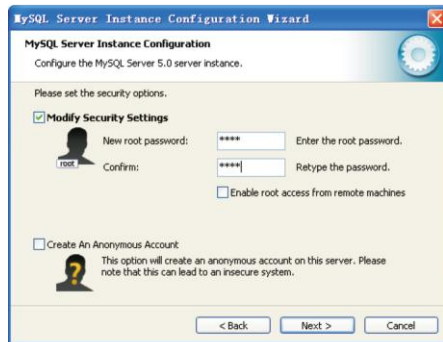 MySQL Server Instance Configuration Wizard
MySQL Server Instance Configuration
Configure the MySQL Server 5.0 server instance.
Please set the security options.
Modify Security Settings
New root password: **** Enter the root password.
root
Confirm: **** Retype the password.
Enable root access from remote machines
Create An Anonymous Account
This option will create an anonymous account on this server. Please
note that this can lead to an insecure system.
< Back Next > Cancel